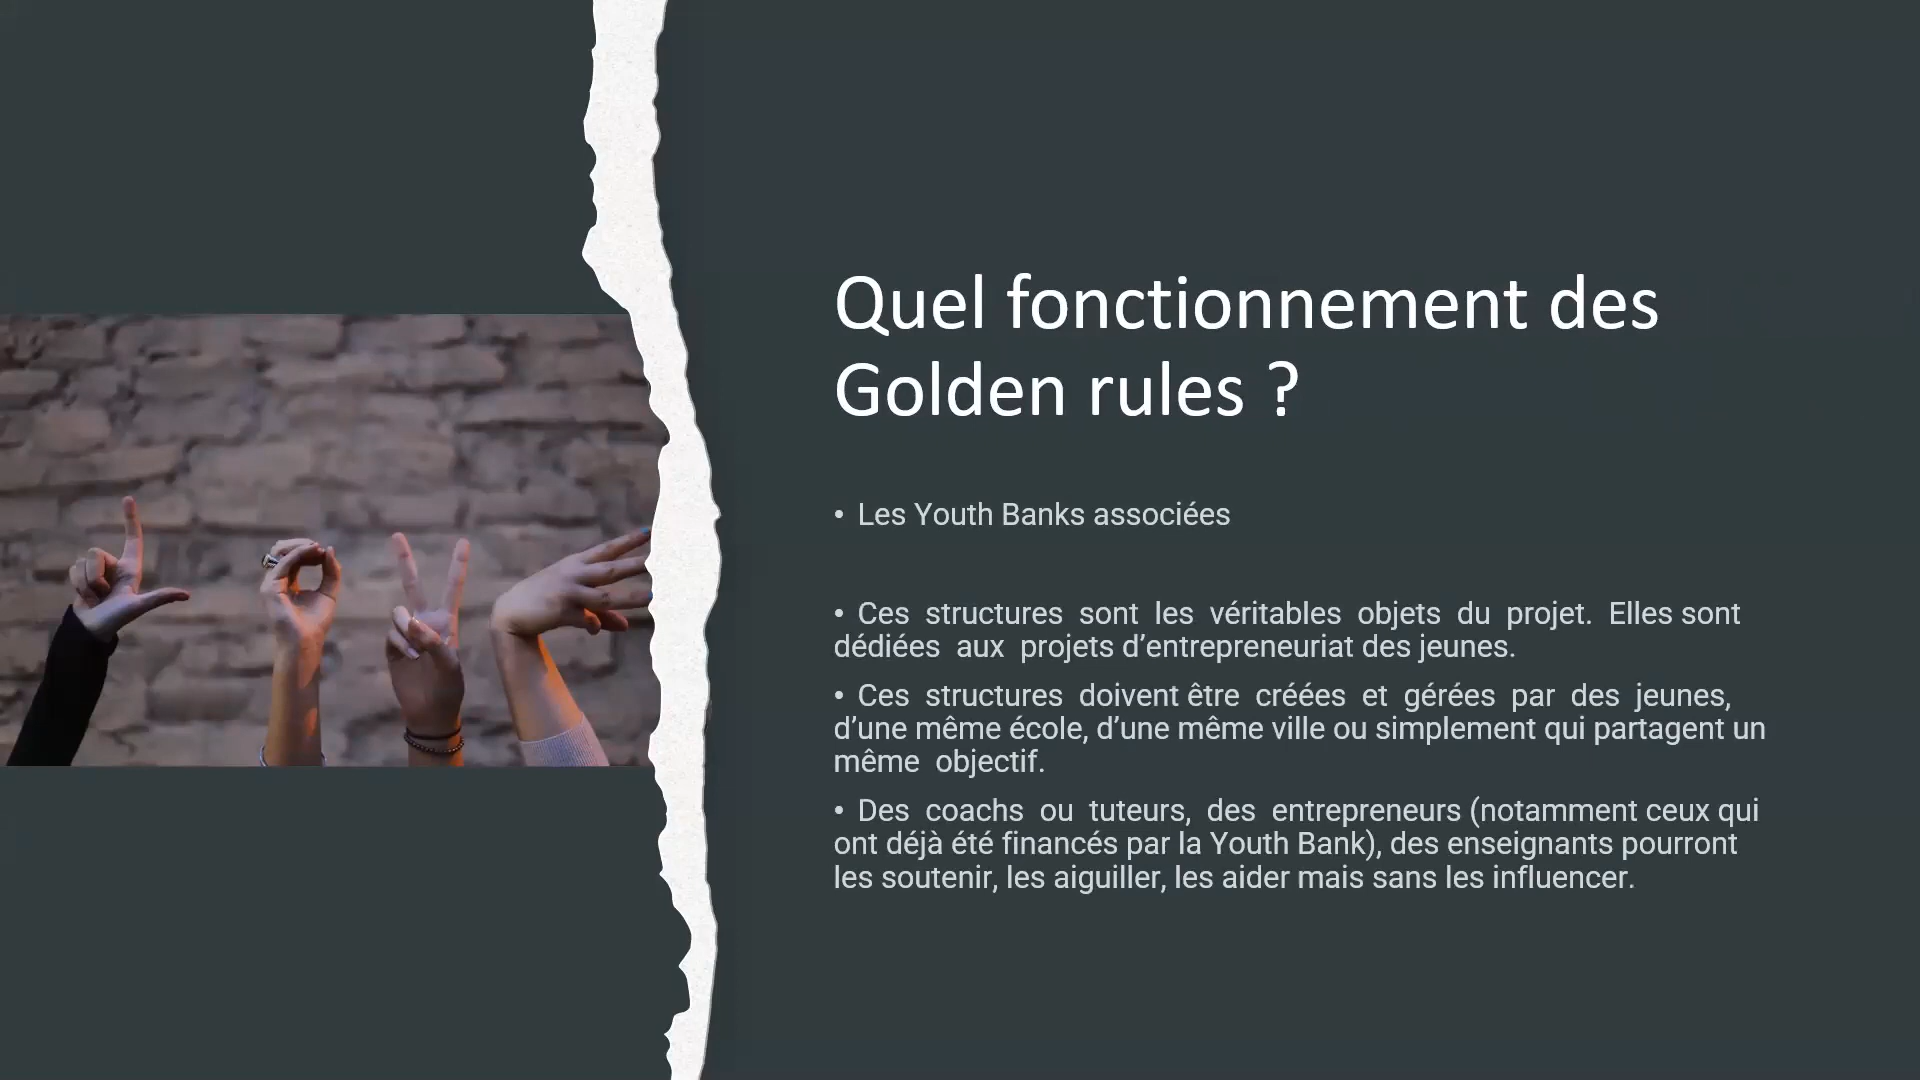 Quel fonctionnement des
Golden rules ?
• Les Youth Banks associées
• Ces structures sont les véritables objets du projet. Elles sont
dédiées aux projets d’entrepreneuriat des jeunes.
• Ces structures doivent être créées et gérées par des jeunes,
d’une même école, d’une même ville ou simplement qui partagent un
même objectif.
• Des coachs ou tuteurs, des entrepreneurs (notamment ceux qui
ont déjà été financés par la Youth Bank), des enseignants pourront
les soutenir, les aiguiller, les aider mais sans les influencer.